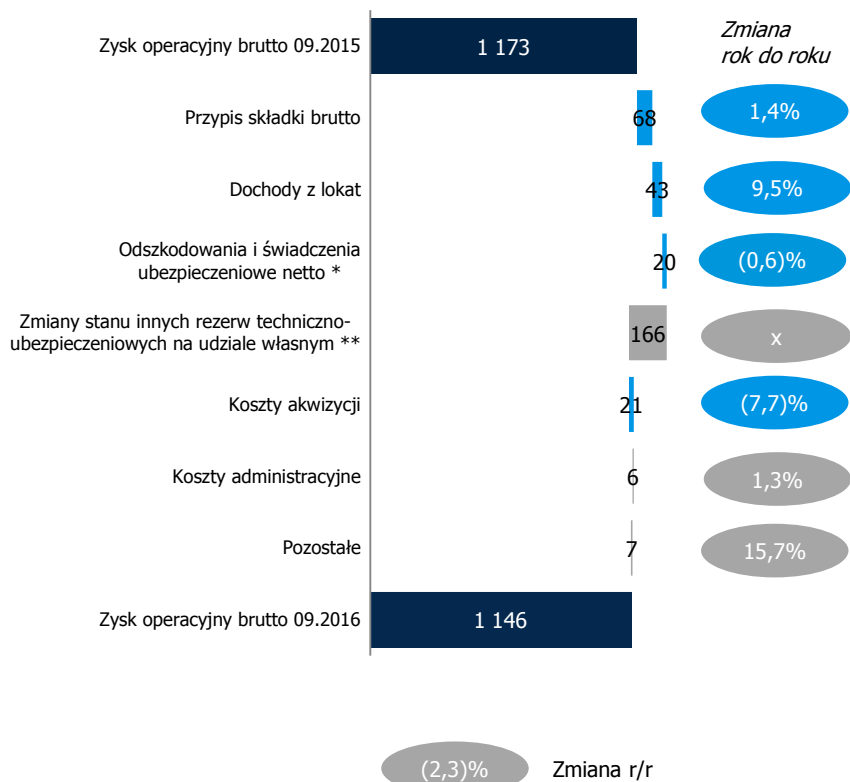 Zmiana
rok do roku
Zysk operacyjny brutto 09.2015
1 173
Przypis składki brutto
68
1,4%
Dochody z lokat
43
9,5%
Odszkodowania i świadczenia
ubezpieczeniowe netto *
20
(0,6)%
Zmiany stanu innych rezerw techniczno-
ubezpieczeniowych na udziale własnym **
166
x
Koszty akwizycji
21
(7,7)%
Koszty administracyjne
6
1,3%
Pozostałe
7
15,7%
Zysk operacyjny brutto 09.2016
1 146
(2,3)%
Zmiana r/r